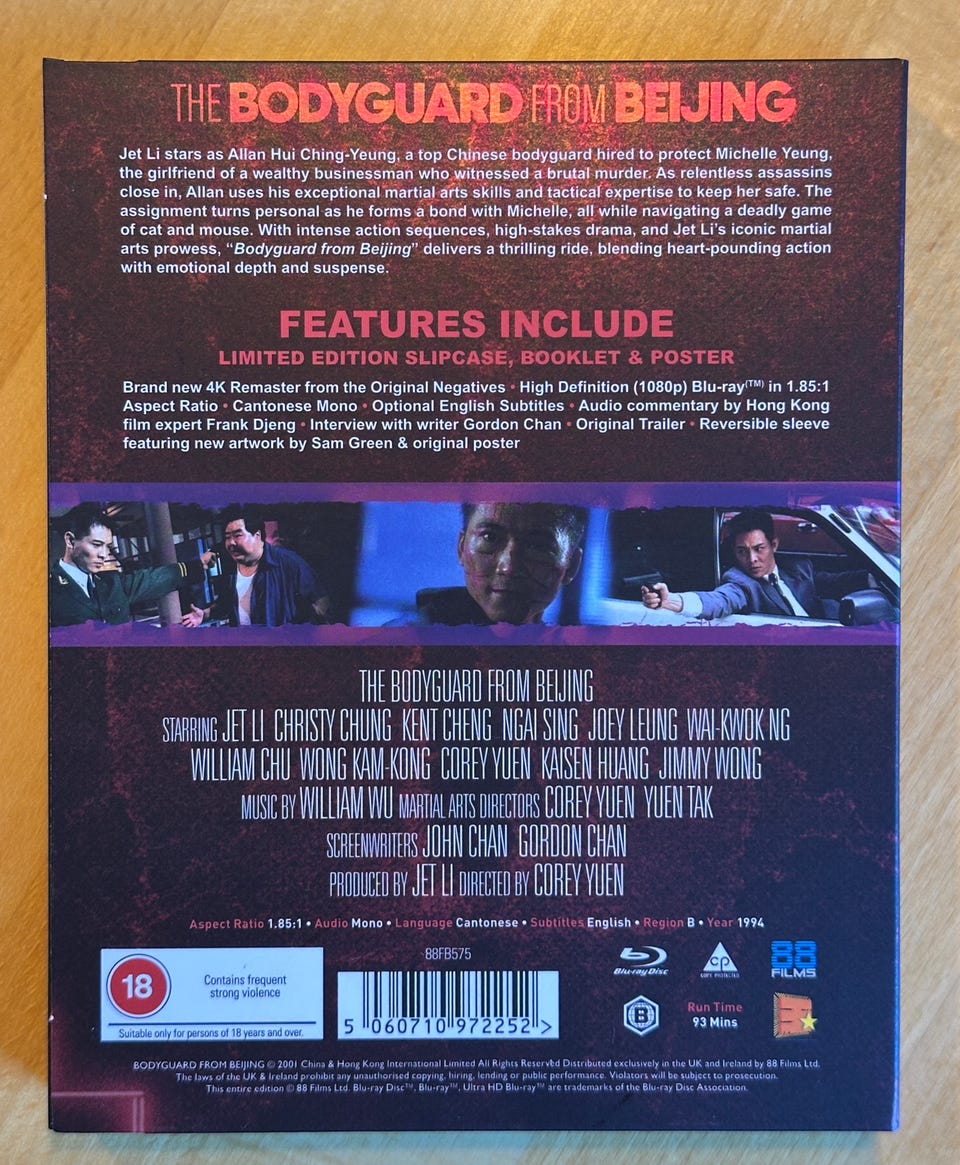 THE BODYGUARD FROM BEIJING
Jet Li stars as Allan Hui Ching-Yeung, a top Chinese bodyguard hired to protect Michelle Yeung,
the girlfriend of a wealthy businessman who witnessed a brutal murder. As relentless assassins
close in, Allan uses his exceptional martial arts skills and tactical expertise to keep her safe. The
assignment turns personal as he forms a bond with Michelle, all while navigating a deadly game
of cat and mouse. With intense action sequences, high-stakes drama, and Jet Li's iconic martial
arts prowess, “Bodyguard from Beijing” delivers a thrilling ride, blending heart-pounding action
with emotional depth and suspense.
FEATURES INCLUDE
LIMITED EDITION SLIPCASE, BOOKLET & POSTER
Brand new 4K Remaster from the Original Negatives • High Definition (1080p) Blu-ray(TM) in 1.85:1
Aspect Ratio • Cantonese Mono • Optional English Subtitles • Audio commentary by Hong Kong
film expert Frank Djeng • Interview with writer Gordon Chan • Original Trailer • Reversible sleeve
featuring new artwork by Sam Green & original poster
THE BODYGUARD FROM BEIJING
STARRING JET LI CHRISTY CHUNG KENT CHENG NGAI SING JOEY LEUNG WAI-KWOK NG
WILLIAM CHU WONG KAM-KONG COREY YUEN KAISEN HUANG JIMMY WONG
MUSIC BY WILLIAM WU MARTIAL ARTS DIRECTORS COREY YUEN YUEN TAK
SCREENWRITERS JOHN CHAN GORDON CHAN
PRODUCED BY JET LI DIRECTED BY COREY YUEN
Aspect Ratio 1.85:1 • Audio Mono • Language Cantonese • Subtitles English • Region B • Year 1994
18
Contains frequent
strong violence
Suitable only for persons of 18 years and over.
88FB575
5 060710 972252 >
Blu-ray Disc
cp
COPY PROTECTED
88
FILMS
B
Run Time
93 Mins
BODYGUARD FROM BEIJING © 2001 China & Hong Kong International Limited All Rights Reserved Distributed exclusively in the UK and Ireland by 88 Films Ltd.
The laws of the UK & Ireland prohibit any unauthorised copying, hiring, lending or public performance. Violators will be subject to prosecution.
This entire edition © 88 Films Ltd. Blu-ray Disc™, Blu-ray™, Ultra HD Blu-ray™ are trademarks of the Blu-ray Disc Association.